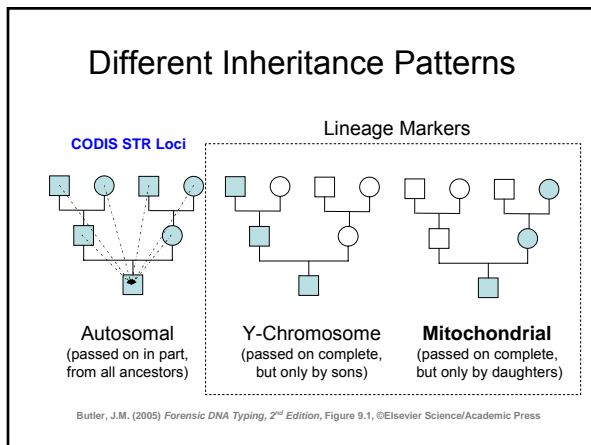 Different Inheritance Patterns
Lineage Markers
CODIS STR Loci
Autosomal
(passed on in part,
from all ancestors)
Y-Chromosome
(passed on complete,
but only by sons)
Mitochondrial
(passed on complete,
but only by daughters)
Butler, J.M. (2005) Forensic DNA Typing, 2nd Edition, Figure 9.1, ©Elsevier Science/Academic Press